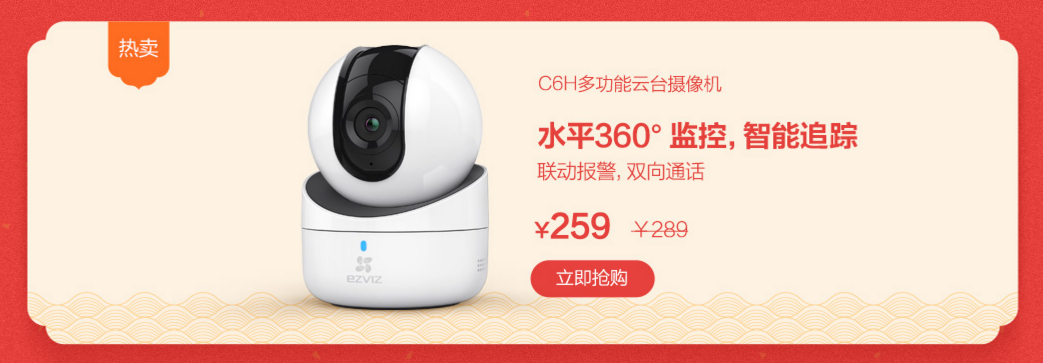 热卖
C6H多功能云台摄像机
水平360° 监控, 智能追踪
联动报警, 双向通话
¥259 ¥289
立即抢购
ezviz